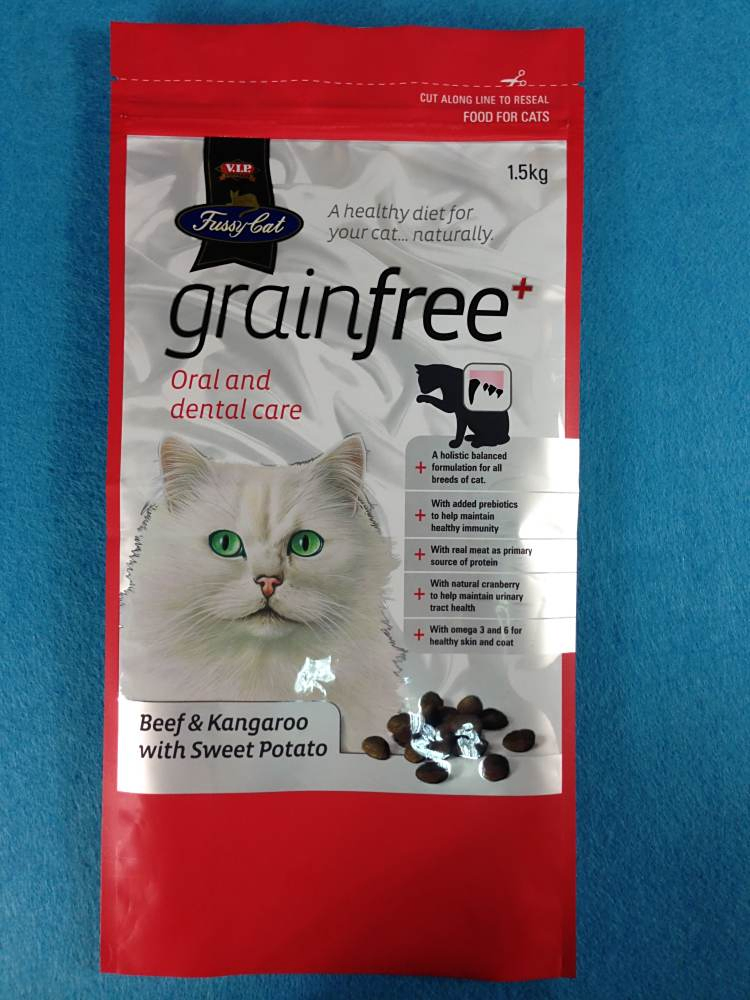 CUT ALONG LINE TO RESEAL
FOOD FOR CATS
1.5kg
V.I.P.
Fussy Cat
A healthy diet for
your cat... naturally.
grainfree+
Oral and
dental care
+ A holistic balanced
formulation for all
breeds of cat.
+ With added prebiotics
to help maintain
healthy immunity
+ With real meat as primary
source of protein
+ With natural cranberry
to help maintain urinary
tract health
+ With omega 3 and 6 for
healthy skin and coat
Beef & Kangaroo
with Sweet Potato